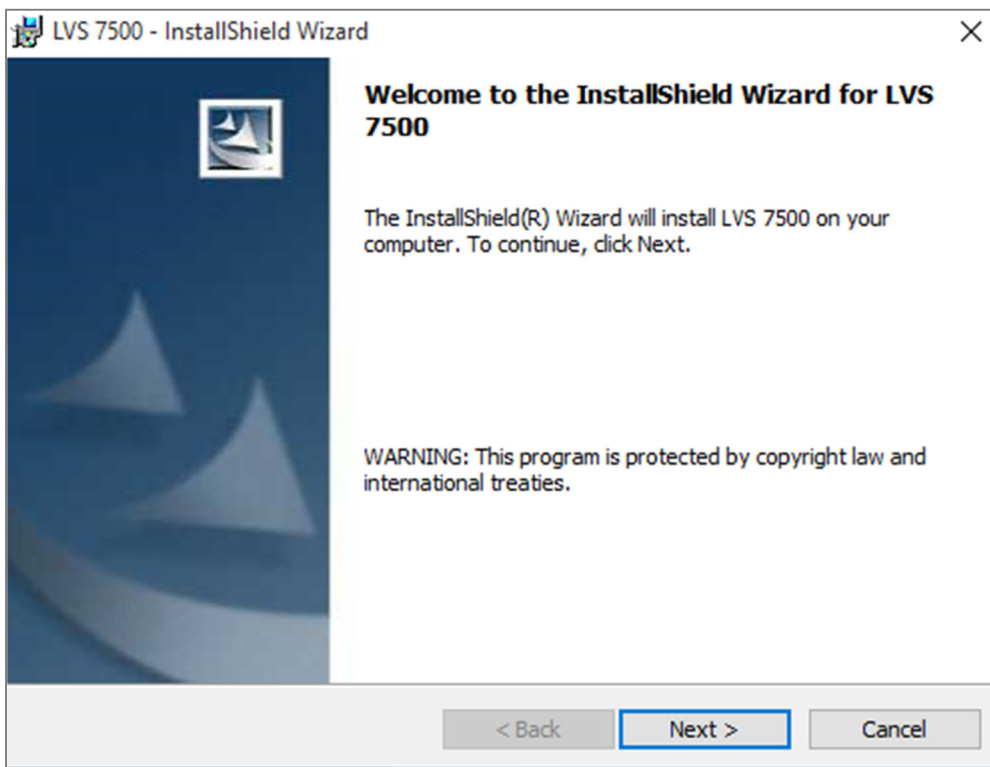 LVS 7500 - InstallShield Wizard
Welcome to the InstallShield Wizard for LVS
7500
The InstallShield(R) Wizard will install LVS 7500 on your
computer. To continue, click Next.
WARNING: This program is protected by copyright law and
international treaties.
< Back
Next >
Cancel